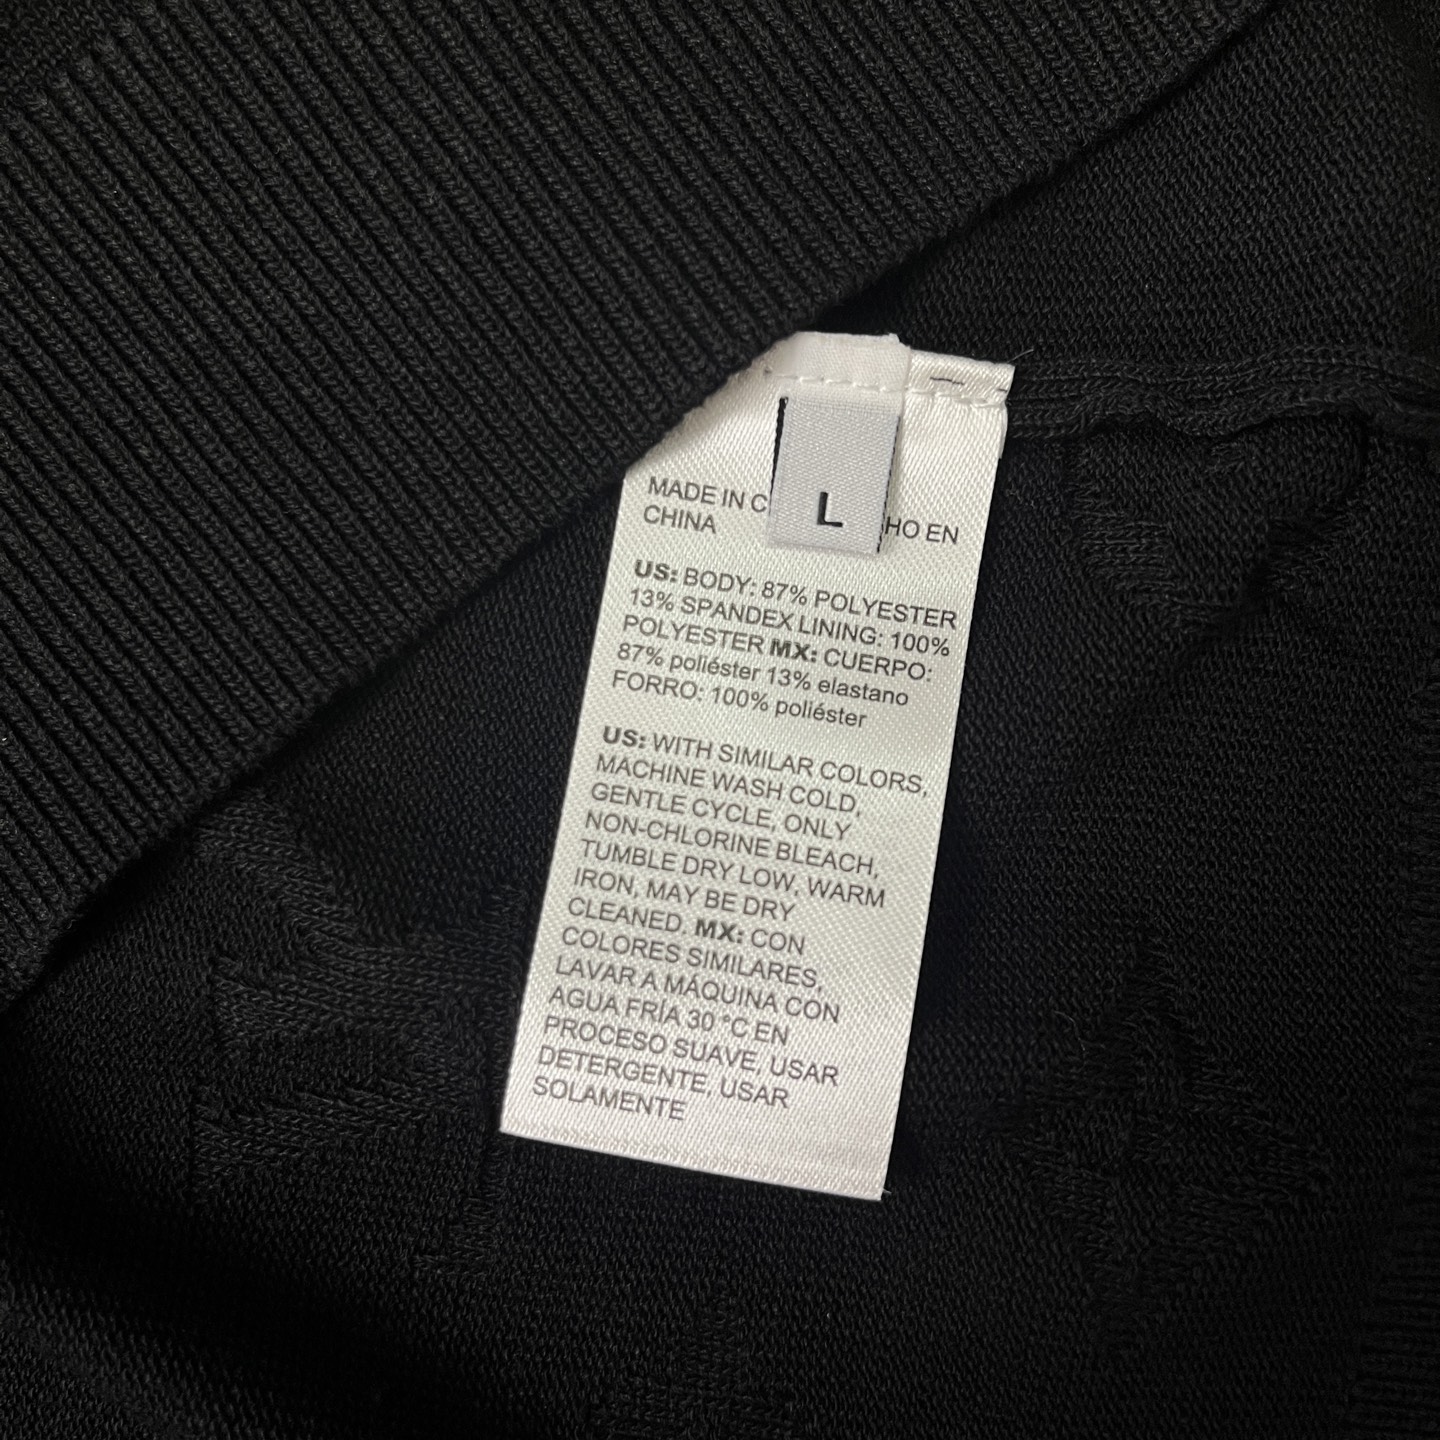 MADE IN C
HO EN
CHINA
L
US: BODY: 87% POLYESTER
13% SPANDEX LINING: 100%
POLYESTER MX: CUERPO:
87% poliéster 13% elastano
FORRO: 100% poliéster
US: WITH SIMILAR COLORS,
MACHINE WASH COLD,
GENTLE CYCLE, ONLY
NON-CHLORINE BLEACH,
TUMBLE DRY LOW, WARM
IRON, MAY BE DRY
CLEANED. MX: CON
COLORES SIMILARES,
LAVAR A MÁQUINA CON
AGUA FRÍA 30 °C EN
PROCESO SUAVE, USAR
DETERGENTE, USAR
SOLAMENTE